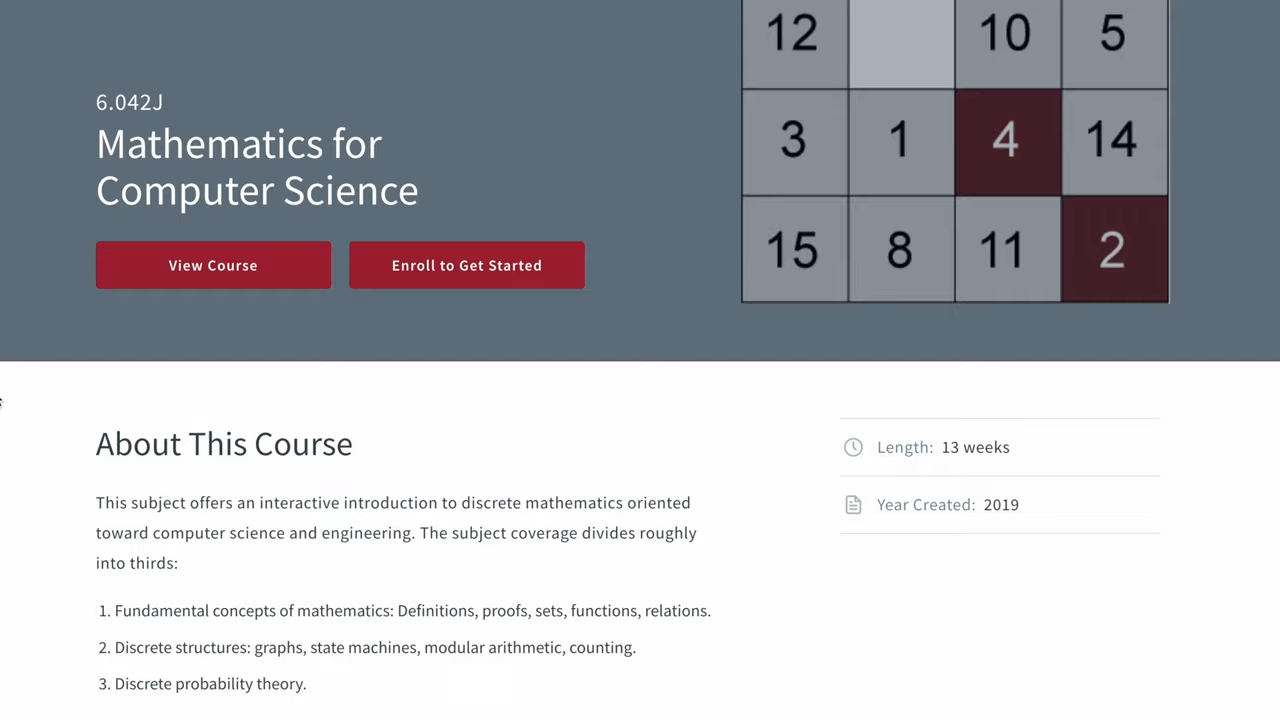 12 10 5
6.042J
Mathematics for
Computer Science
3 1 4 14
View Course Enroll to Get Started
15 8 11 2
About This Course
This subject offers an interactive introduction to discrete mathematics oriented
toward computer science and engineering. The subject coverage divides roughly
into thirds:
1. Fundamental concepts of mathematics: Definitions, proofs, sets, functions, relations.
2. Discrete structures: graphs, state machines, modular arithmetic, counting.
3. Discrete probability theory.
Length: 13 weeks
Year Created: 2019